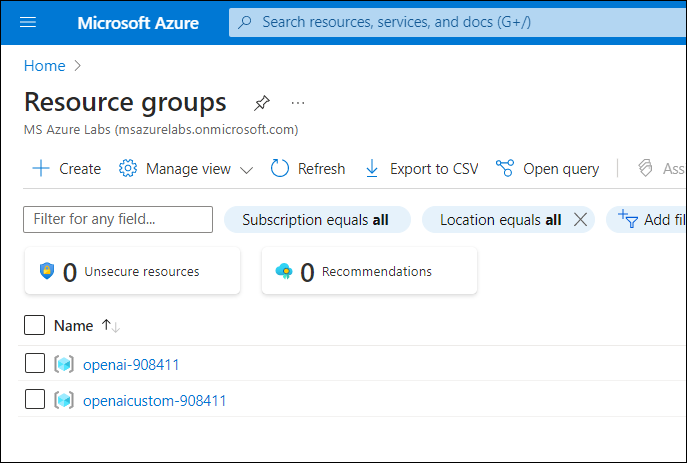 Microsoft Azure Search resources, services, and docs (G+/)
Home >
Resource groups ...
MS Azure Labs (msazurelabs.onmicrosoft.com)
Create Manage view Refresh Export to CSV Open query Ass
Filter for any field... Subscription equals all Location equals all Add fil
0 Unsecure resources 0 Recommendations
Name ↑↓
openai-908411
openaicustom-908411